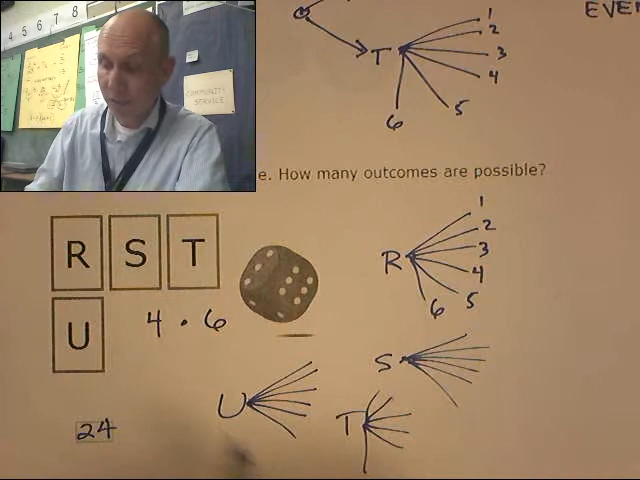 4 5 6 7 8
COMMUNITY
SERVICE
EVEN
T 1 2 3 4 5 6
e. How many outcomes are possible?
R S T
U
4 · 6
R 1 2 3 4 5 6
S
U
T
24